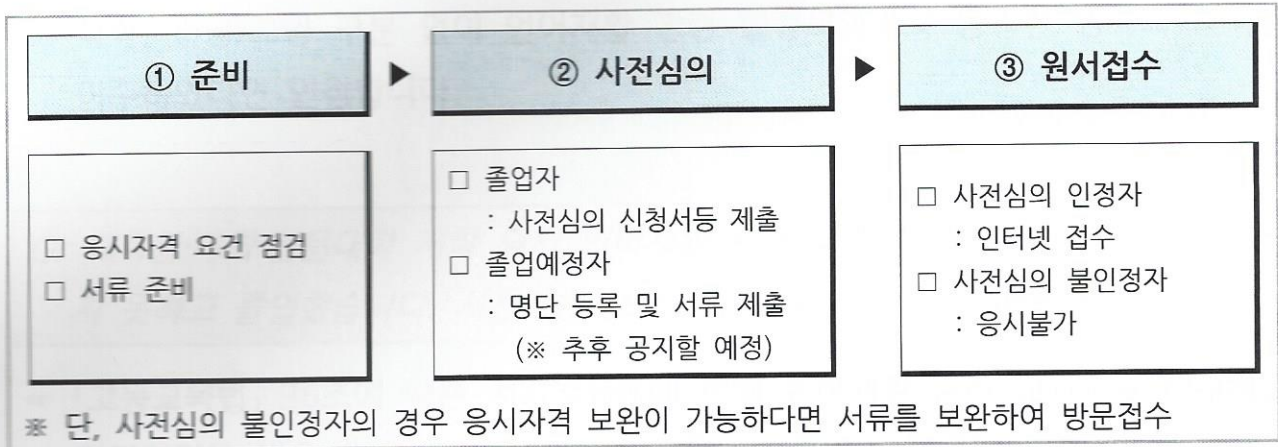 ① 준비 ▶ ② 사전심의 ▶ ③ 원서접수
□ 응시자격 요건 점검
□ 서류 준비
□ 졸업자
: 사전심의 신청서등 제출
□ 졸업예정자
: 명단 등록 및 서류 제출
(※ 추후 공지할 예정)
□ 사전심의 인정자
: 인터넷 접수
□ 사전심의 불인정자
: 응시불가
※ 단, 사전심의 불인정자의 경우 응시자격 보완이 가능하다면 서류를 보완하여 방문접수